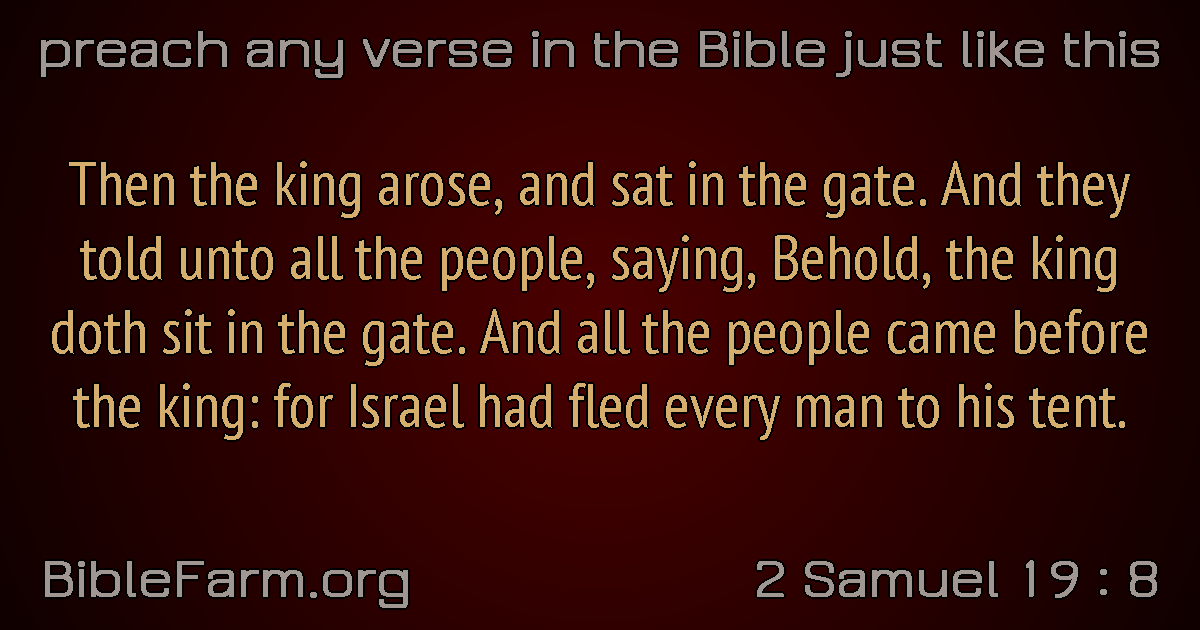 preach any verse in the Bible just like this
Then the king arose, and sat in the gate. And they
told unto all the people, saying, Behold, the king
doth sit in the gate. And all the people came before
the king: for Israel had fled every man to his tent.
BibleFarm.org
2 Samuel 19 : 8